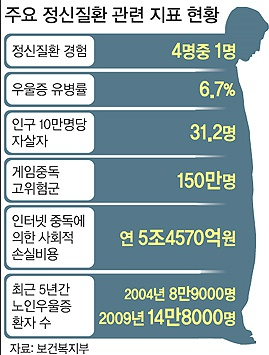 주요 정신질환 관련 지표 현황
정신질환 경험
4명중 1명
우울증 유병률
6.7%
인구 10만명당
자살자
31.2명
게임중독
고위험군
150만명
인터넷 중독에
의한 사회적
손실비용
연 5조4570억원
최근 5년간
노인우울증
환자 수
2004년 8만9000명
2009년 14만8000명
자료: 보건복지부